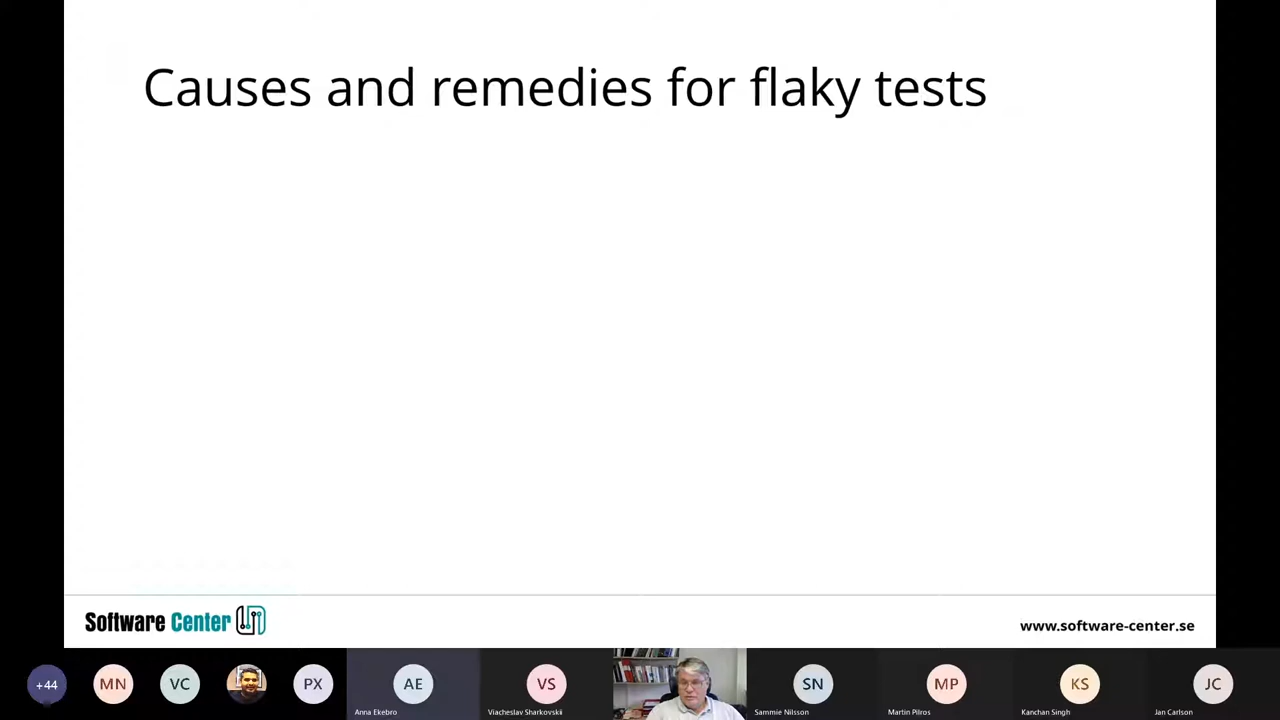 Causes and remedies for flaky tests
Software Center
www.software-center.se
+44
MN
VC
PX
AE
VS
SN
MP
KS
JC
Anna Ekebro
Viacheslav Sharkovskii
Sammie Nilsson
Martin Pilros
Kanchan Singh
Jan Carlson